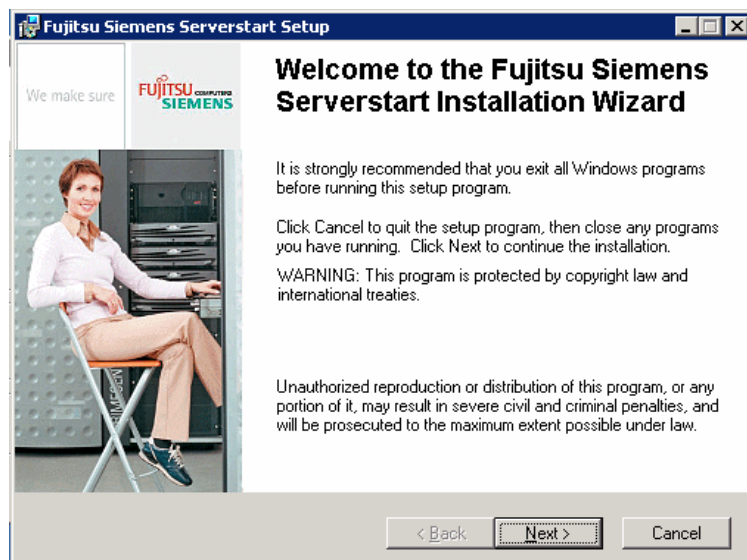 Fujitsu Siemens Serverstart Setup
We make sure
FUJITSU COMPUTERS
SIEMENS
Welcome to the Fujitsu Siemens
Serverstart Installation Wizard
It is strongly recommended that you exit all Windows programs
before running this setup program.
Click Cancel to quit the setup program, then close any programs
you have running. Click Next to continue the installation.
WARNING: This program is protected by copyright law and
international treaties.
Unauthorized reproduction or distribution of this program, or any
portion of it, may result in severe civil and criminal penalties, and
will be prosecuted to the maximum extent possible under law.
< Back
Next >
Cancel